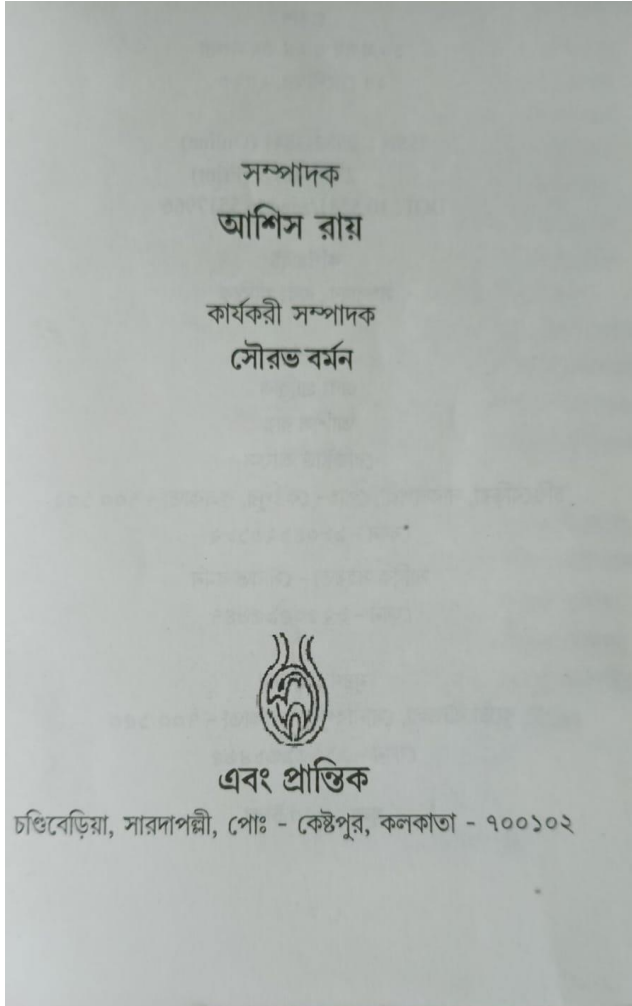 সম্পাদক
আশিস রায়
কার্যকরী সম্পাদক
সৌরভ বর্মন
এবং প্রান্তিক
চণ্ডিবেড়িয়া, সারদাপল্লী, পোঃ - কেষ্টপুর, কলকাতা - ৭০০১০২